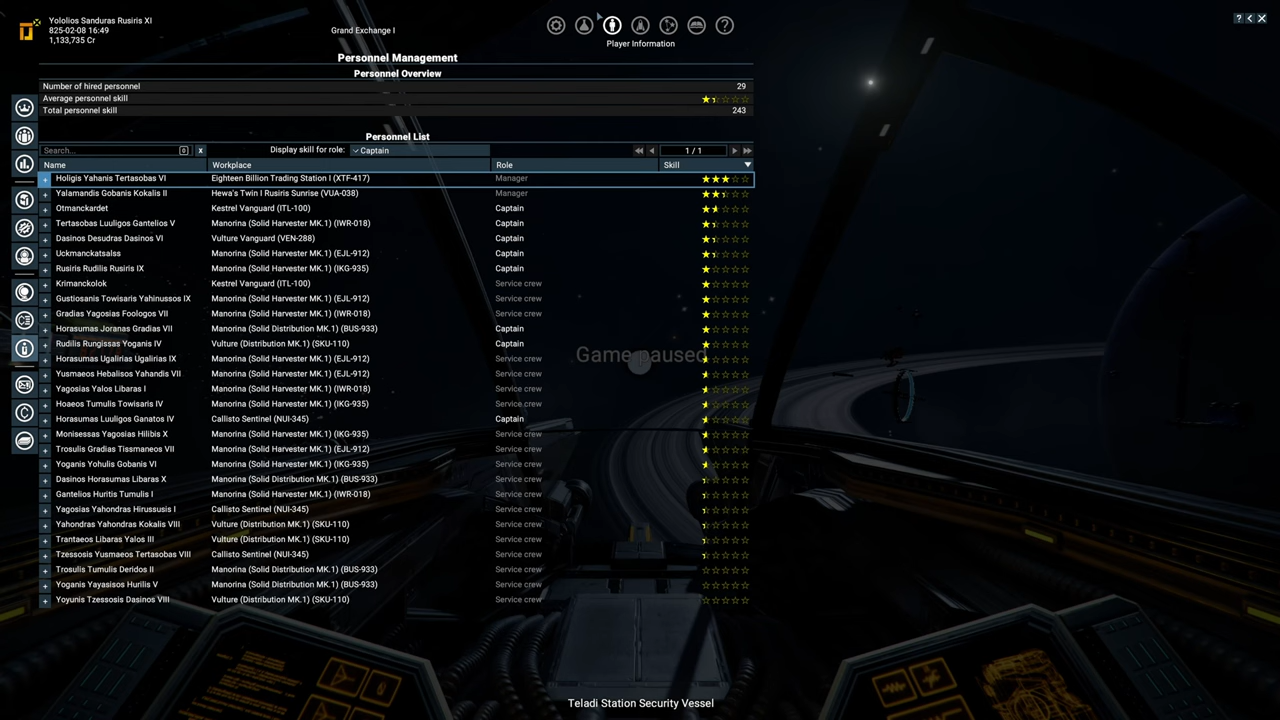 Yololios Sanduras Rusiris XI
825-02-08 16:49
1,133,735 Cr
Grand Exchange I
Player Information
Personnel Management
Personnel Overview
Number of hired personnel 29
Average personnel skill
Total personnel skill 243
Personnel List
Search... x Display skill for role: Captain 1 / 1
Name Workplace Role Skill
Holigis Yahanis Tertasobas VI Eighteen Billion Trading Station I (XTF-417) Manager
Yalamandis Gobanis Kokalis II Hewa's Twin I Rusiris Sunrise (VUA-038) Manager
Otmanckardet Kestrel Vanguard (ITL-100) Captain
Tertasobas Luuligos Gantelios V Manorina (Solid Harvester MK.1) (IWR-018) Captain
Dasinos Desudras Dasinos VI Vulture Vanguard (VEN-288) Captain
Uckmanckatsalss Manorina (Solid Harvester MK.1) (EJL-912) Captain
Rusiris Rudilis Rusiris IX Manorina (Solid Harvester MK.1) (IKG-935) Captain
Krimanckolok Kestrel Vanguard (ITL-100) Service crew
Gustiosanis Towisaris Yahinussos IX Manorina (Solid Harvester MK.1) (EJL-912) Service crew
Gradias Yagosias Foologos VII Manorina (Solid Harvester MK.1) (IWR-018) Service crew
Horasumas Joranas Gradias VII Manorina (Solid Distribution MK.1) (BUS-933) Captain
Rudilis Rungissas Yoganis IV Vulture (Distribution MK.1) (SKU-110) Captain
Horasumas Ugalirias Ugalirias IX Manorina (Solid Harvester MK.1) (EJL-912) Service crew
Yusmaeos Hebalisos Yahandis VII Manorina (Solid Harvester MK.1) (EJL-912) Service crew
Yagosias Yalos Libaras I Manorina (Solid Harvester MK.1) (IWR-018) Service crew
Hoaeos Tumulis Towisaris IV Manorina (Solid Harvester MK.1) (IKG-935) Service crew
Horasumas Luuligos Ganatos IV Callisto Sentinel (NUI-345) Captain
Monisessas Yagosias Hilibis X Manorina (Solid Harvester MK.1) (IKG-935) Service crew
Trosulis Gradias Tissmaneos VII Manorina (Solid Harvester MK.1) (EJL-912) Service crew
Yoganis Yohulis Gobanis VI Manorina (Solid Harvester MK.1) (IKG-935) Service crew
Dasinos Horasumas Libaras X Manorina (Solid Distribution MK.1) (BUS-933) Service crew
Gantelios Huritis Tumulis I Manorina (Solid Harvester MK.1) (IWR-018) Service crew
Yagosias Yahondras Hirussusis I Callisto Sentinel (NUI-345) Service crew
Yahondras Yahondras Kokalis VIII Vulture (Distribution MK.1) (SKU-110) Service crew
Trantaeos Libaras Yalos III Vulture (Distribution MK.1) (SKU-110) Service crew
Tzessosis Yusmaeos Tertasobas VIII Callisto Sentinel (NUI-345) Service crew
Trosulis Tumulis Deridos II Manorina (Solid Distribution MK.1) (BUS-933) Service crew
Yoganis Yayasisos Hurilis V Manorina (Solid Distribution MK.1) (BUS-933) Service crew
Yoyunis Tzessosis Dasinos VIII Vulture (Distribution MK.1) (SKU-110) Service crew
Game paused
Teladi Station Security Vessel